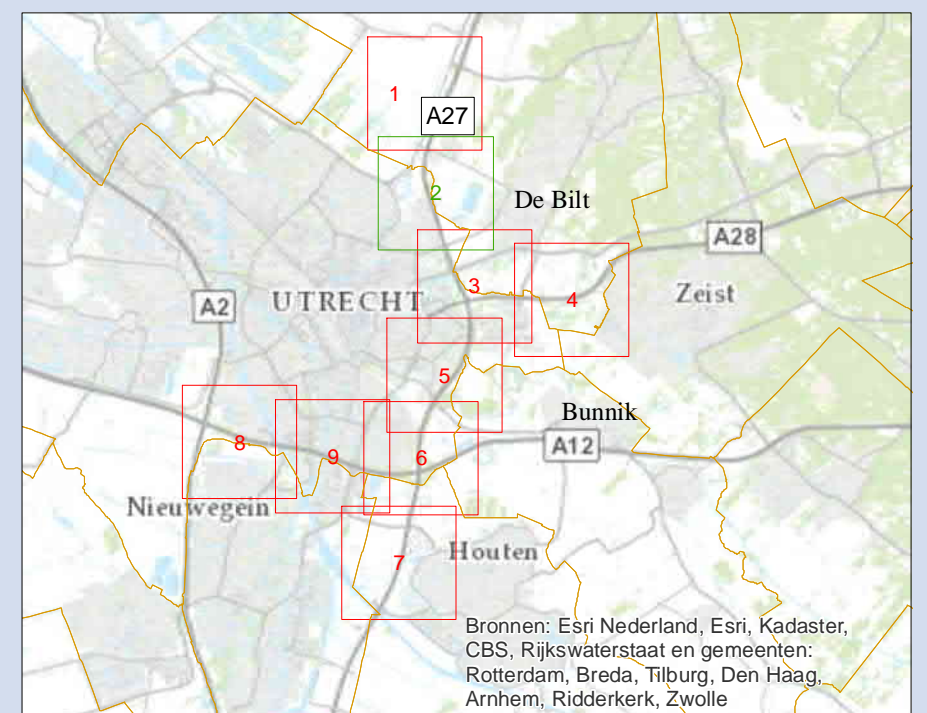 1
A27
2
De Bilt
A28
3
4
Zeist
A2
UTRECHT
5
Bunnik
8
9
6
A12
Nieuwegein
7
Houten
Bronnen: Esri Nederland, Esri, Kadaster,
CBS, Rijkswaterstaat en gemeenten:
Rotterdam, Breda, Tilburg, Den Haag,
Arnhem, Ridderkerk, Zwolle